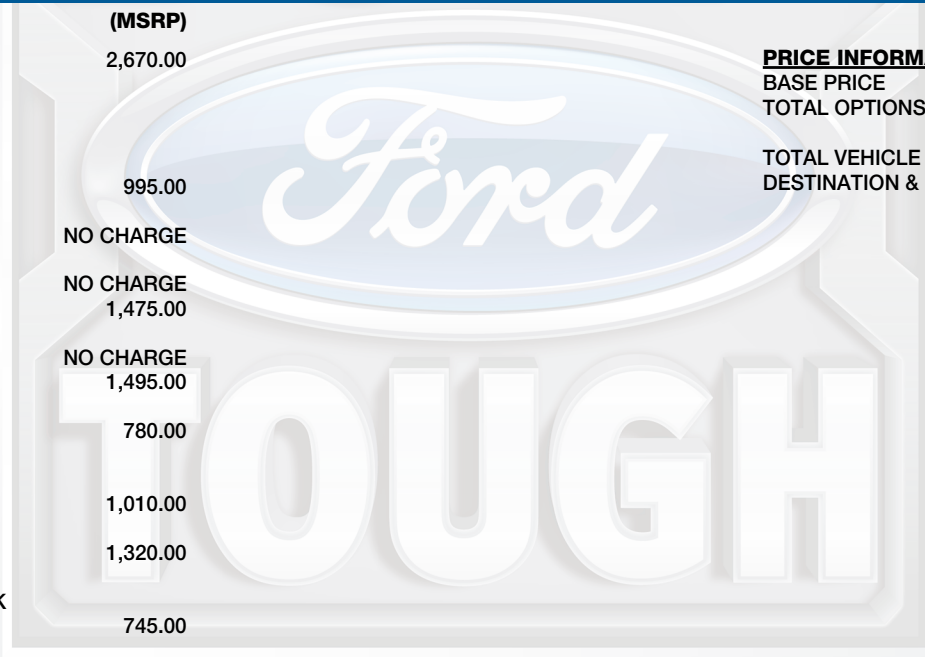 (MSRP)
2,670.00
995.00
NO CHARGE
NO CHARGE
1,475.00
NO CHARGE
1,495.00
780.00
1,010.00
1,320.00
K
745.00
PRICE INFORMA
BASE PRICE
TOTAL OPTIONS
TOTAL VEHICLE
DESTINATION &
Ford
TOUGH